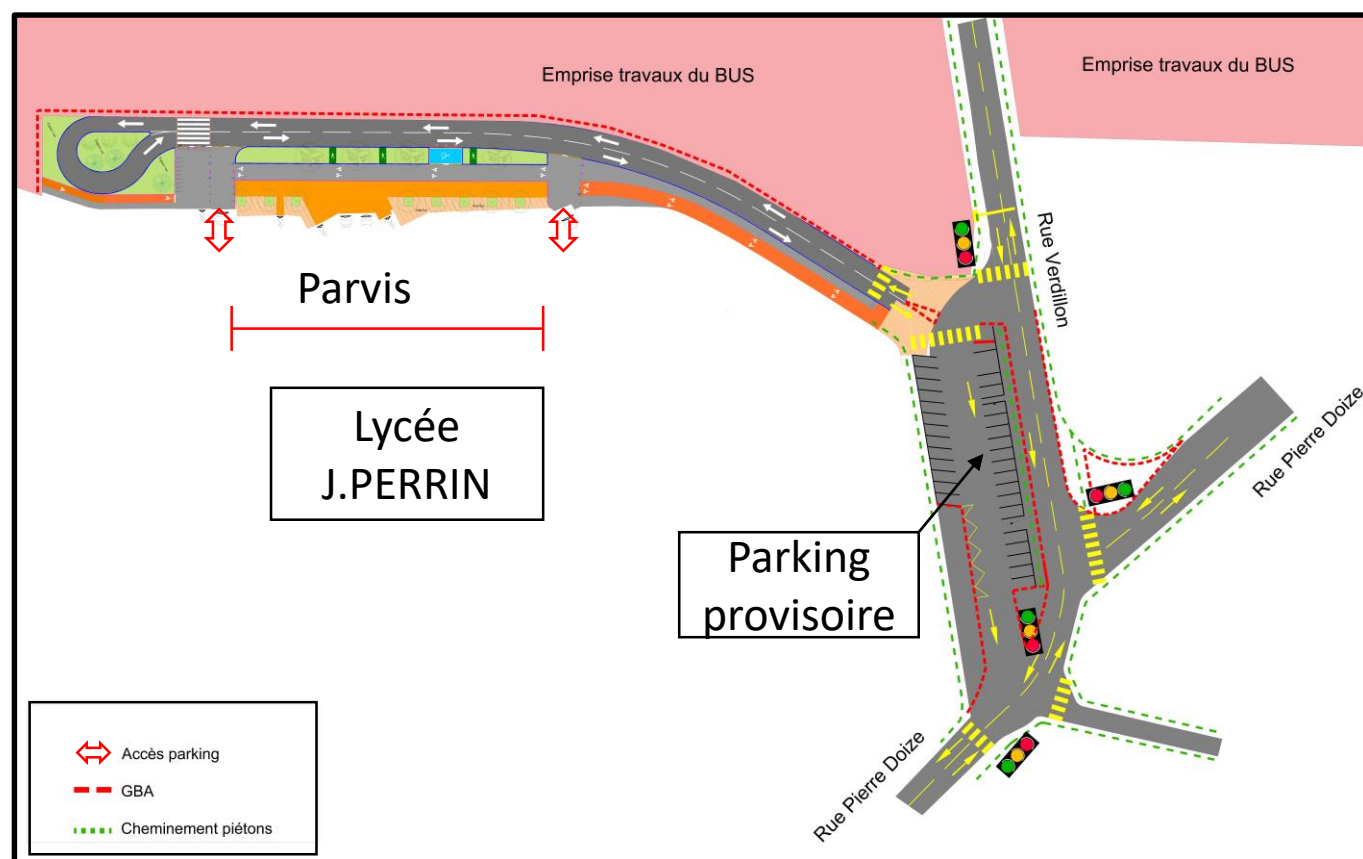 Emprise travaux du BUS
Emprise travaux du BUS
Rue Verdillon
Parvis
Lycée
J.PERRIN
Rue Pierre Doize
Parking
provisoire
Rue Pierre Doize
Accès parking
GBA
Cheminement piétons